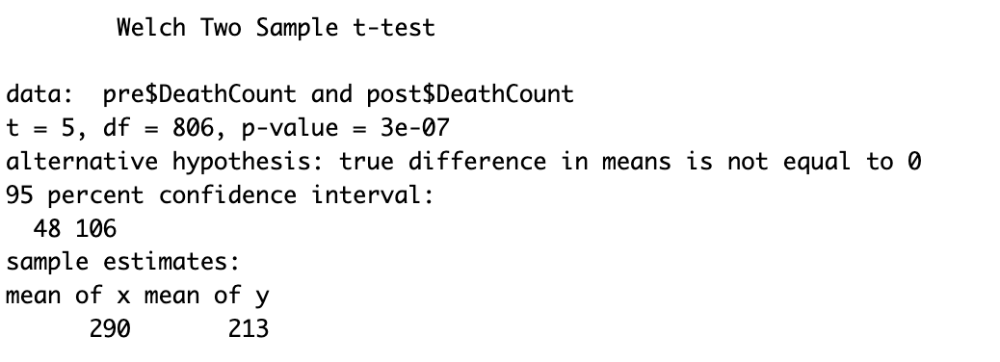 Welch Two Sample t-test
data:  pre$DeathCount and post$DeathCount
t = 5, df = 806, p-value = 3e-07
alternative hypothesis: true difference in means is not equal to 0
95 percent confidence interval:
48 106
sample estimates:
mean of x mean of y
290 213